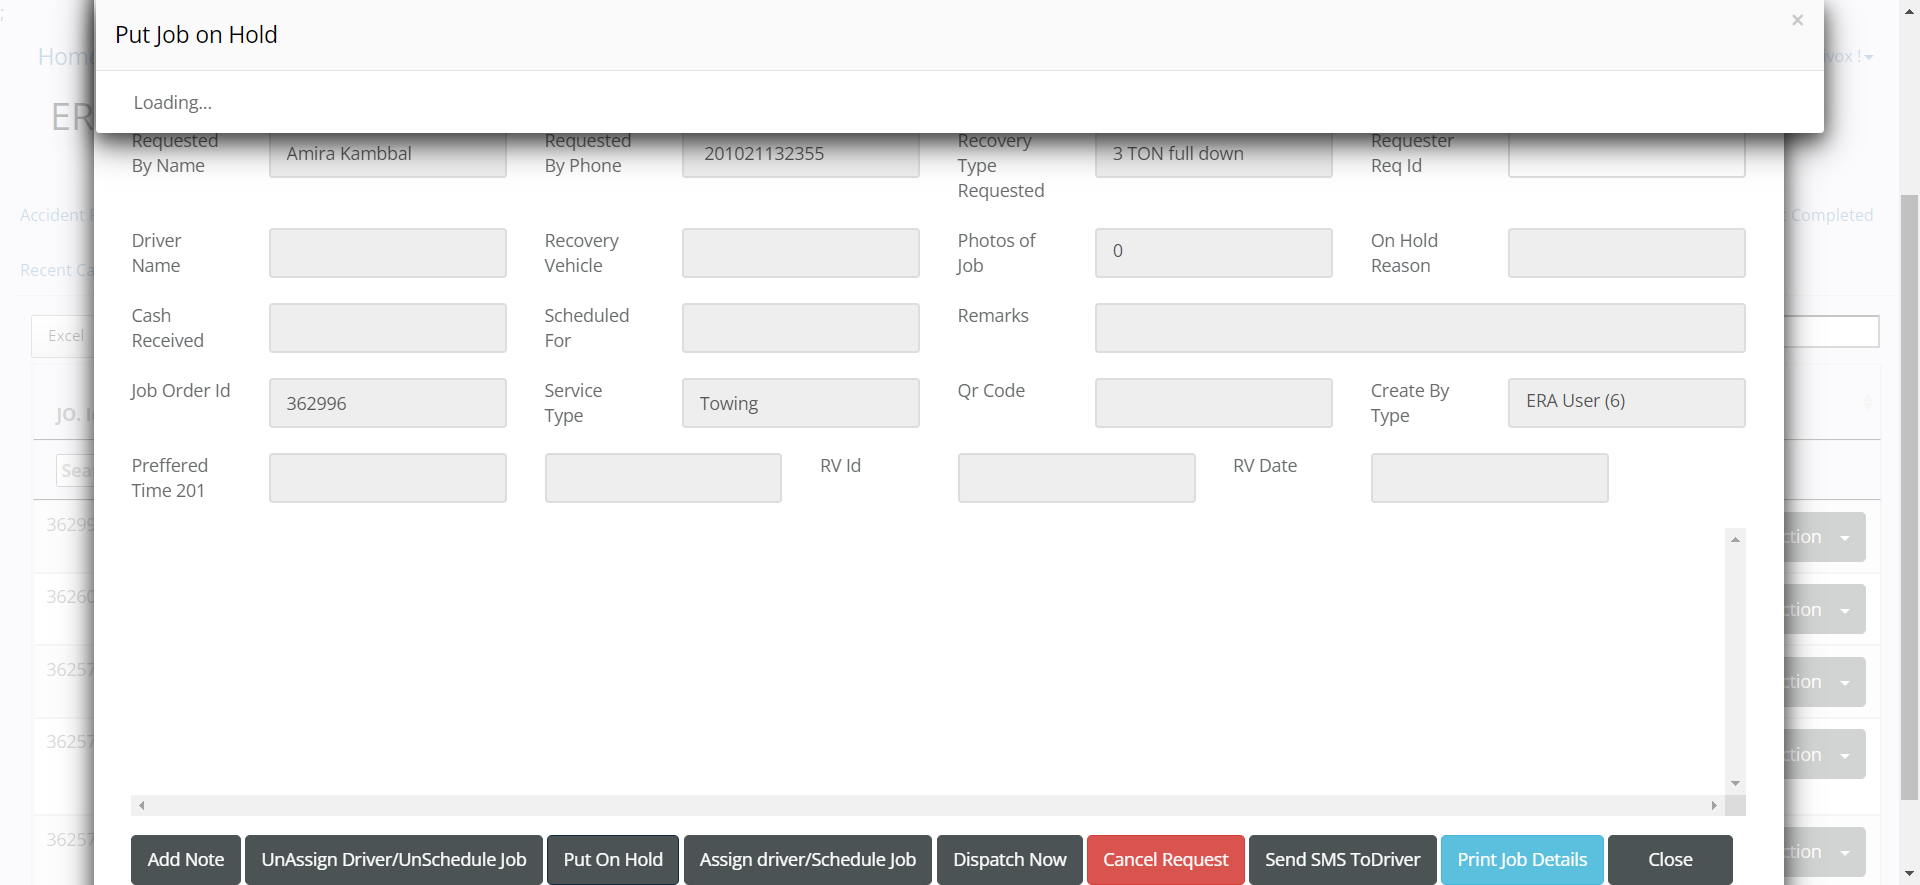 ;
Put Job on Hold
×
Home
vox !
Loading...
ER
Requested By Name
Amira Kambbal
Requested By Phone
201021132355
Recovery Type Requested
3 TON full down
Requester Req Id
Accident
Completed
Driver Name
Recovery Vehicle
Photos of Job
0
On Hold Reason
Recent Ca
Cash Received
Scheduled For
Remarks
Excel
Job Order Id
362996
Service Type
Towing
Qr Code
Create By Type
ERA User (6)
JO. I
Preffered Time 201
RV Id
RV Date
Sea
36299
ction
36260
ction
36257
ction
36257
ction
36257
ction
Add Note
UnAssign Driver/UnSchedule Job
Put On Hold
Assign driver/Schedule Job
Dispatch Now
Cancel Request
Send SMS ToDriver
Print Job Details
Close